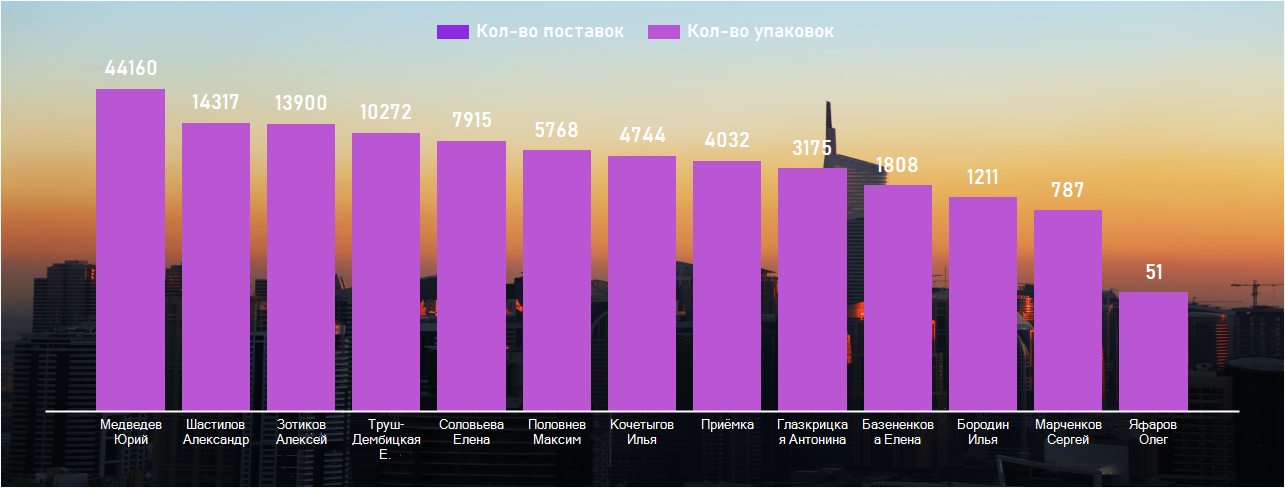 Кол-во поставок Кол-во упаковок
44160
14317
13900
10272
7915
5768
4744
4032
3175
1808
1211
787
51
Медведев
Юрий
Шастилов
Александр
Зотиков
Алексей
Труш-
Дембицкая
Е.
Соловьева
Елена
Половнев
Максим
Кочетыгов
Илья
Приёмка
Глазкрицка
я Антонина
Базененков
а Елена
Бородин
Илья
Марченков
Сергей
Яфаров
Олег